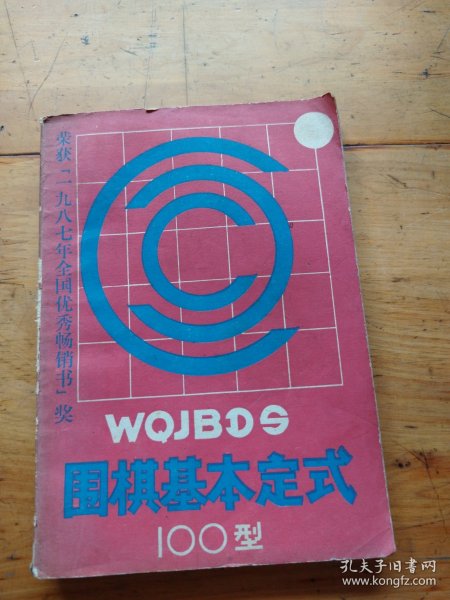 荣获「一九八七年全国优秀畅销书」奖
WQJBDS
围棋基本定式
100型
孔夫子旧书网
www.kongfz.com